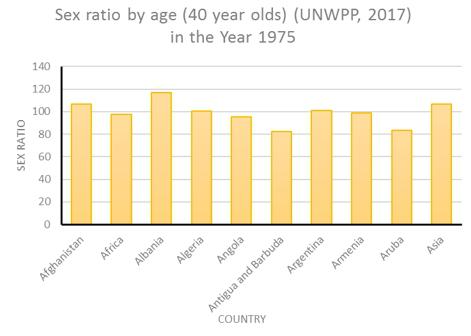 Sex ratio by age (40 year olds) (UNWPP, 2017)
in the Year 1975
140
120
100
80
60
40
20
0
SEX RATIO
Afghanistan
Africa
Albania
Algeria
Angola
Antigua and Barbuda
Argentina
Armenia
Aruba
Asia
COUNTRY